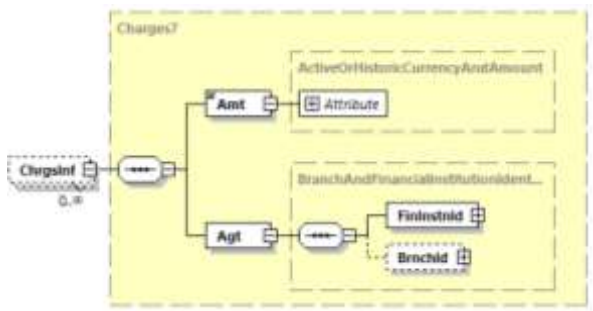 Charges7
ActiveOrHistoricCurrencyAndAmount
Amt
Attribute
ChrgsInf
0..∞
BranchAndFinancialInstitutionIdent...
FinInstnId
Agt
BrnchId